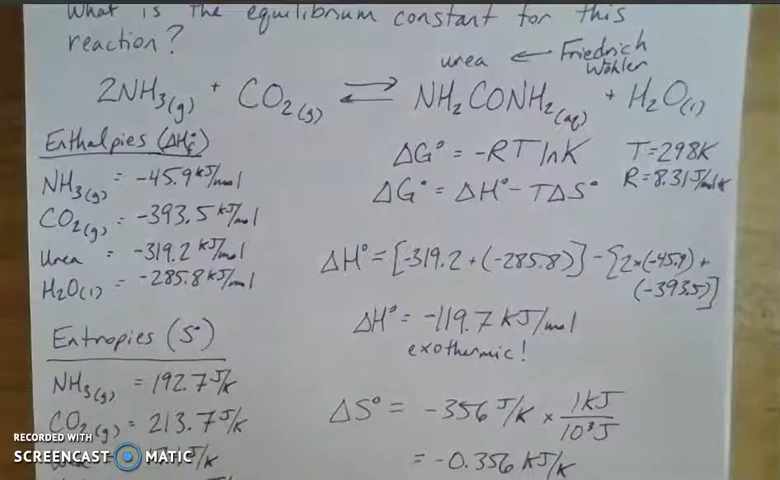 What is the equilibrium constant for this
reaction?
urea ← Friedrich
Wöhler
2NH₃(g) + CO₂(g) ⇌ NH₂CONH₂(aq) + H₂O(l)
Enthalpies (ΔH°f)
NH₃(g) = -45.9 kJ/mol
CO₂(g) = -393.5 kJ/mol
Urea = -319.2 kJ/mol
H₂O(l) = -285.8 kJ/mol
Entropies (S°)
NH₃(g) = 192.7 J/K
CO₂(g) = 213.7 J/K
ΔG° = -RT lnK T=298K
ΔG° = ΔH° - TΔS° R=8.31 J/mol K
ΔH° = [-319.2 + (-285.8)] - [2×(-45.9) +
(-393.5)]
ΔH° = -119.7 kJ/mol
exothermic!
ΔS° = -356 J/K × 1 kJ / 10³ J
= -0.356 kJ/K
RECORDED WITH
SCREENCAST MATIC